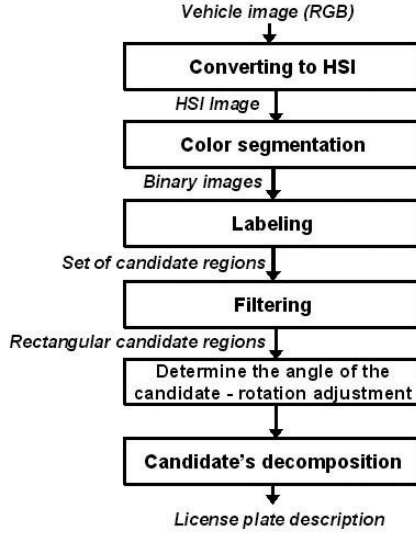 Vehicle image (RGB)
Converting to HSI
HSI Image
Color segmentation
Binary images
Labeling
Set of candidate regions
Filtering
Rectangular candidate regions
Determine the angle of the
candidate - rotation adjustment
Candidate's decomposition
License plate description